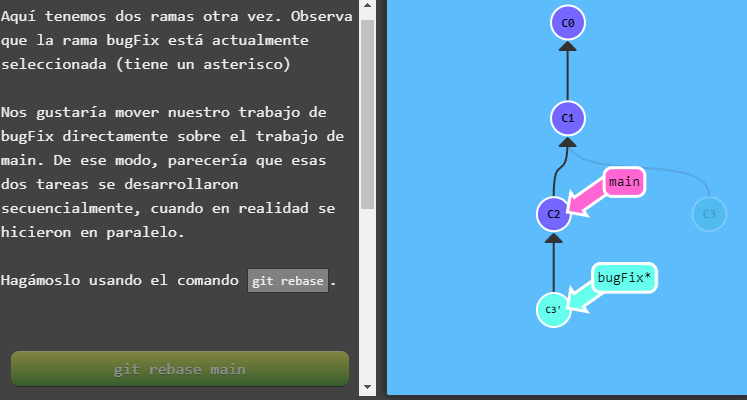 Aquí tenemos dos ramas otra vez. Observa
que la rama bugFix está actualmente
seleccionada (tiene un asterisco)
Nos gustaría mover nuestro trabajo de
bugFix directamente sobre el trabajo de
main. De ese modo, parecería que esas
dos tareas se desarrollaron
secuencialmente, cuando en realidad se
hicieron en paralelo.
Hagámoslo usando el comando git rebase.
git rebase main
C0
C1
main
C2
C3
bugFix*
C3'